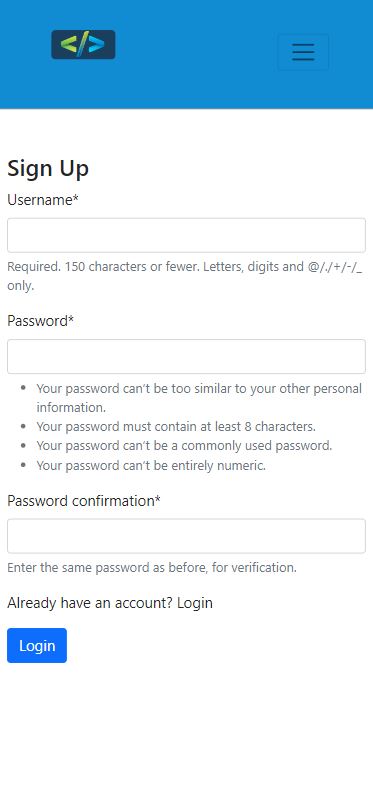 </>
Sign Up
Username*
Required. 150 characters or fewer. Letters, digits and @/./+/-/_
only.
Password*
• Your password can’t be too similar to your other personal
information.
• Your password must contain at least 8 characters.
• Your password can’t be a commonly used password.
• Your password can’t be entirely numeric.
Password confirmation*
Enter the same password as before, for verification.
Already have an account? Login
Login